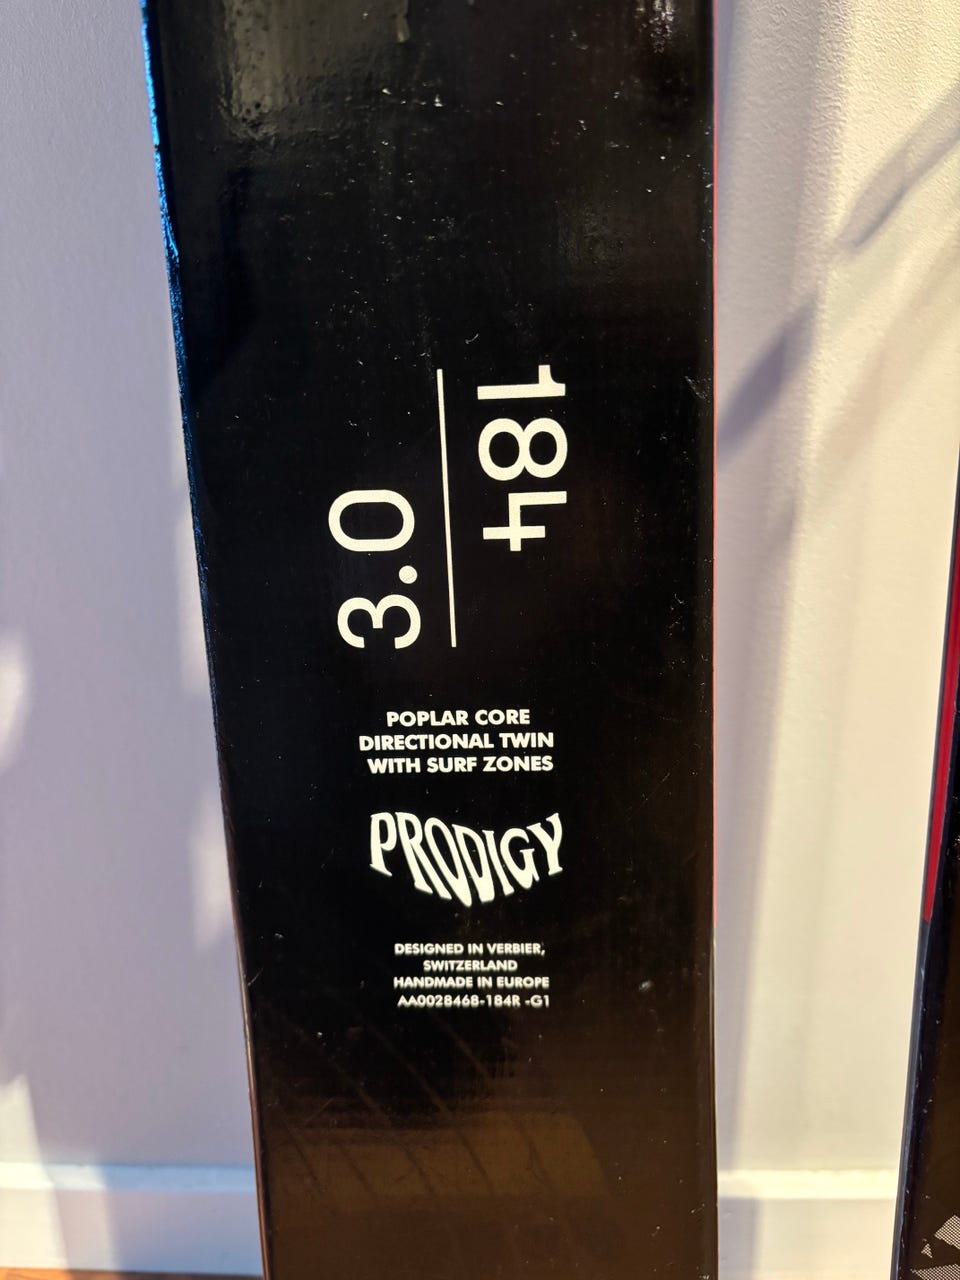 3.0
184
POPLAR CORE
DIRECTIONAL TWIN
WITH SURF ZONES
PRODIGY
DESIGNED IN VERBIER,
SWITZERLAND
HANDMADE IN EUROPE
AA0028468-184R -G1